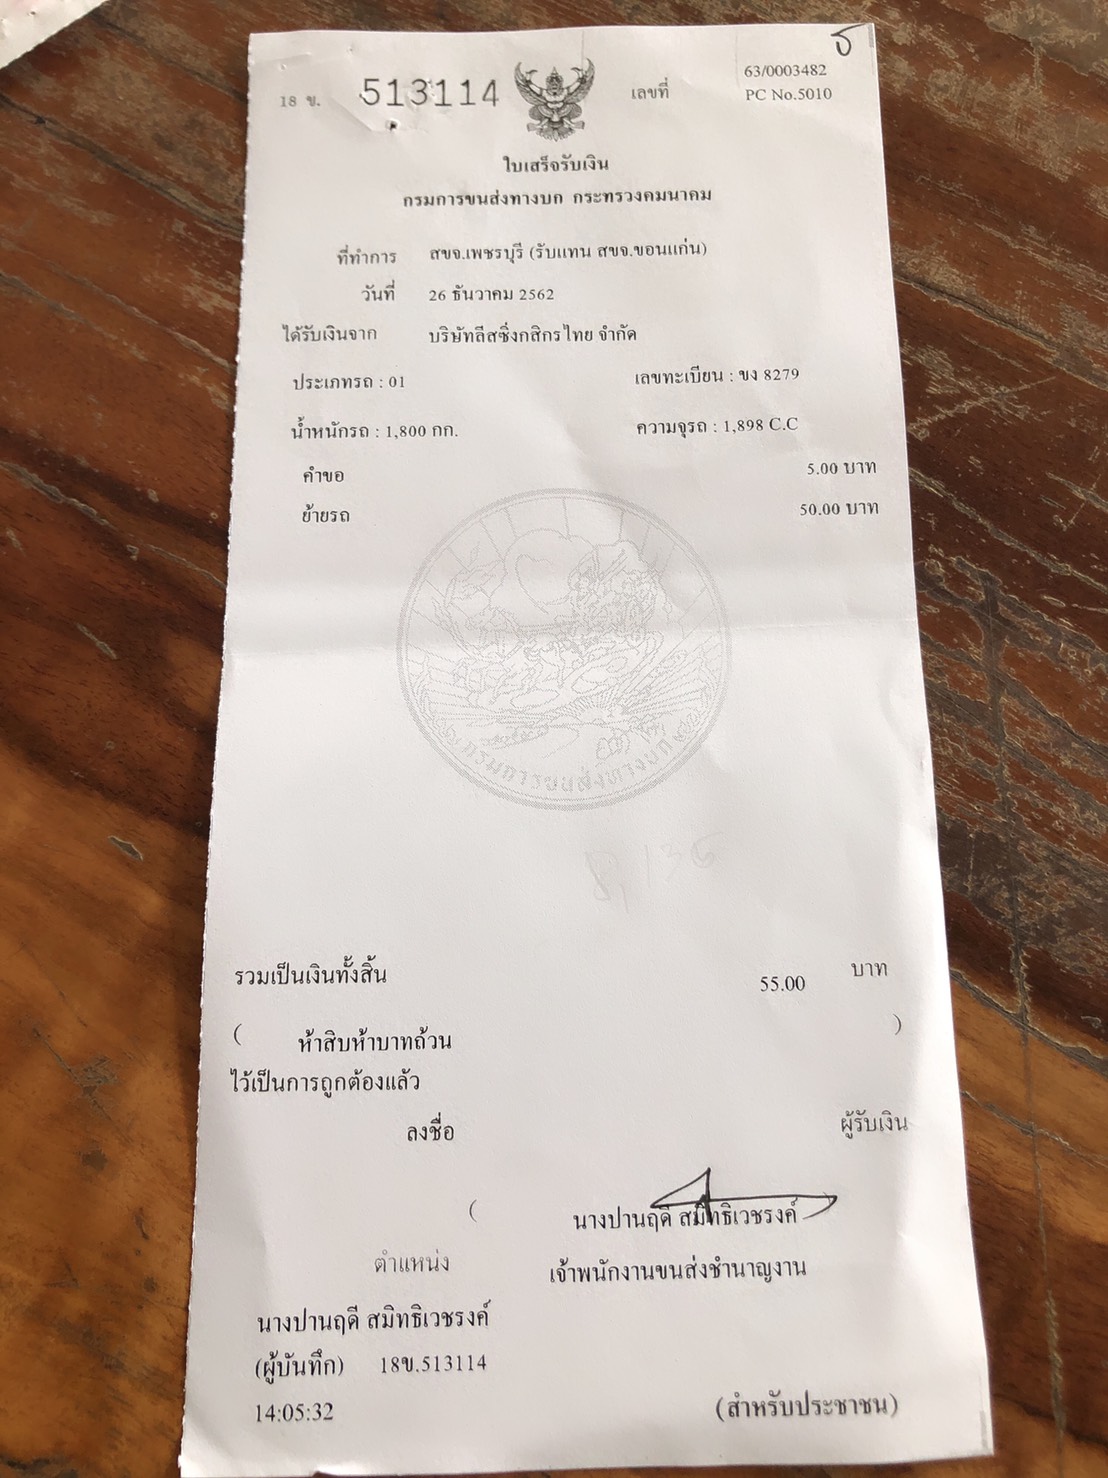 18 ข. 513114 เลขที่ 63/0003482
PC No.5010
ใบเสร็จรับเงิน
กรมการขนส่งทางบก กระทรวงคมนาคม
ที่ทำการ สขจ.เพชรบุรี (รับแทน สขจ.ขอนแก่น)
วันที่ 26 ธันวาคม 2562
ได้รับเงินจาก บริษัทลีสซิ่งกสิกรไทย จำกัด
ประเภทรถ : 01 เลขทะเบียน : ขง 8279
น้ำหนักรถ : 1,800 กก. ความจุรถ : 1,898 C.C
คำขอ 5.00 บาท
ย้ายรถ 50.00 บาท
กรมการขนส่งทางบก
รวมเป็นเงินทั้งสิ้น 55.00 บาท
( ห้าสิบห้าบาทถ้วน )
ไว้เป็นการถูกต้องแล้ว
ลงชื่อ ผู้รับเงิน
( นางปานฤดี สมิทธิเวชรงค์
ตำแหน่ง เจ้าพนักงานขนส่งชำนาญงาน
นางปานฤดี สมิทธิเวชรงค์
(ผู้บันทึก) 18ข.513114
14:05:32 (สำหรับประชาชน)